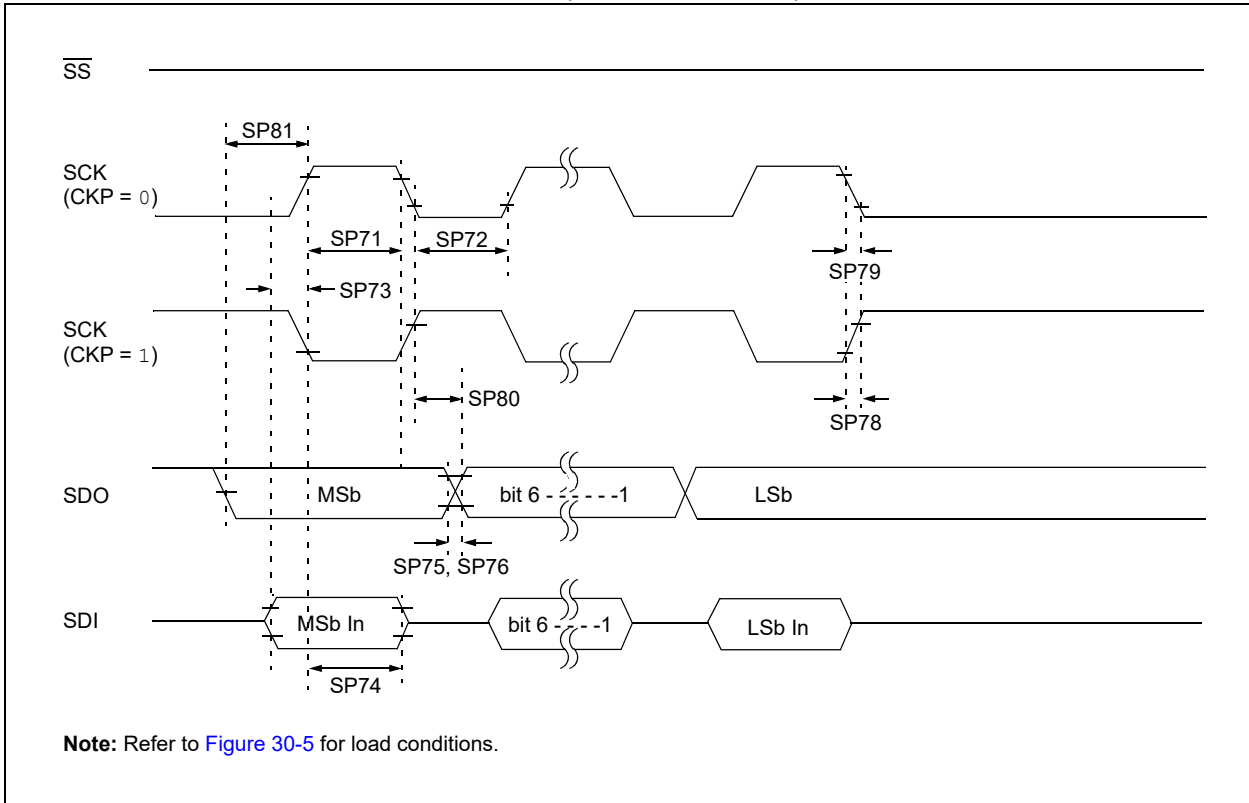 SS
SP81
SCK
(CKP = 0)
SP71
SP72
SP79
SP73
SCK
(CKP = 1)
SP80
SP78
SDO
MSb
bit 6 - - - - - -1
LSb
SP75, SP76
SDI
MSb In
bit 6 - - - -1
LSb In
SP74
Note: Refer to Figure 30-5 for load conditions.